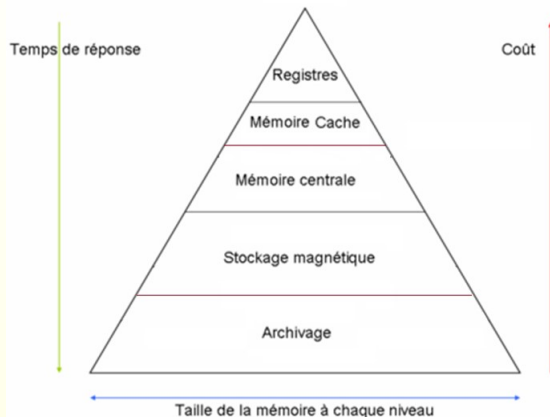 Temps de réponse
Coût
Registres
Mémoire Cache
Mémoire centrale
Stockage magnétique
Archivage
Taille de la mémoire à chaque niveau